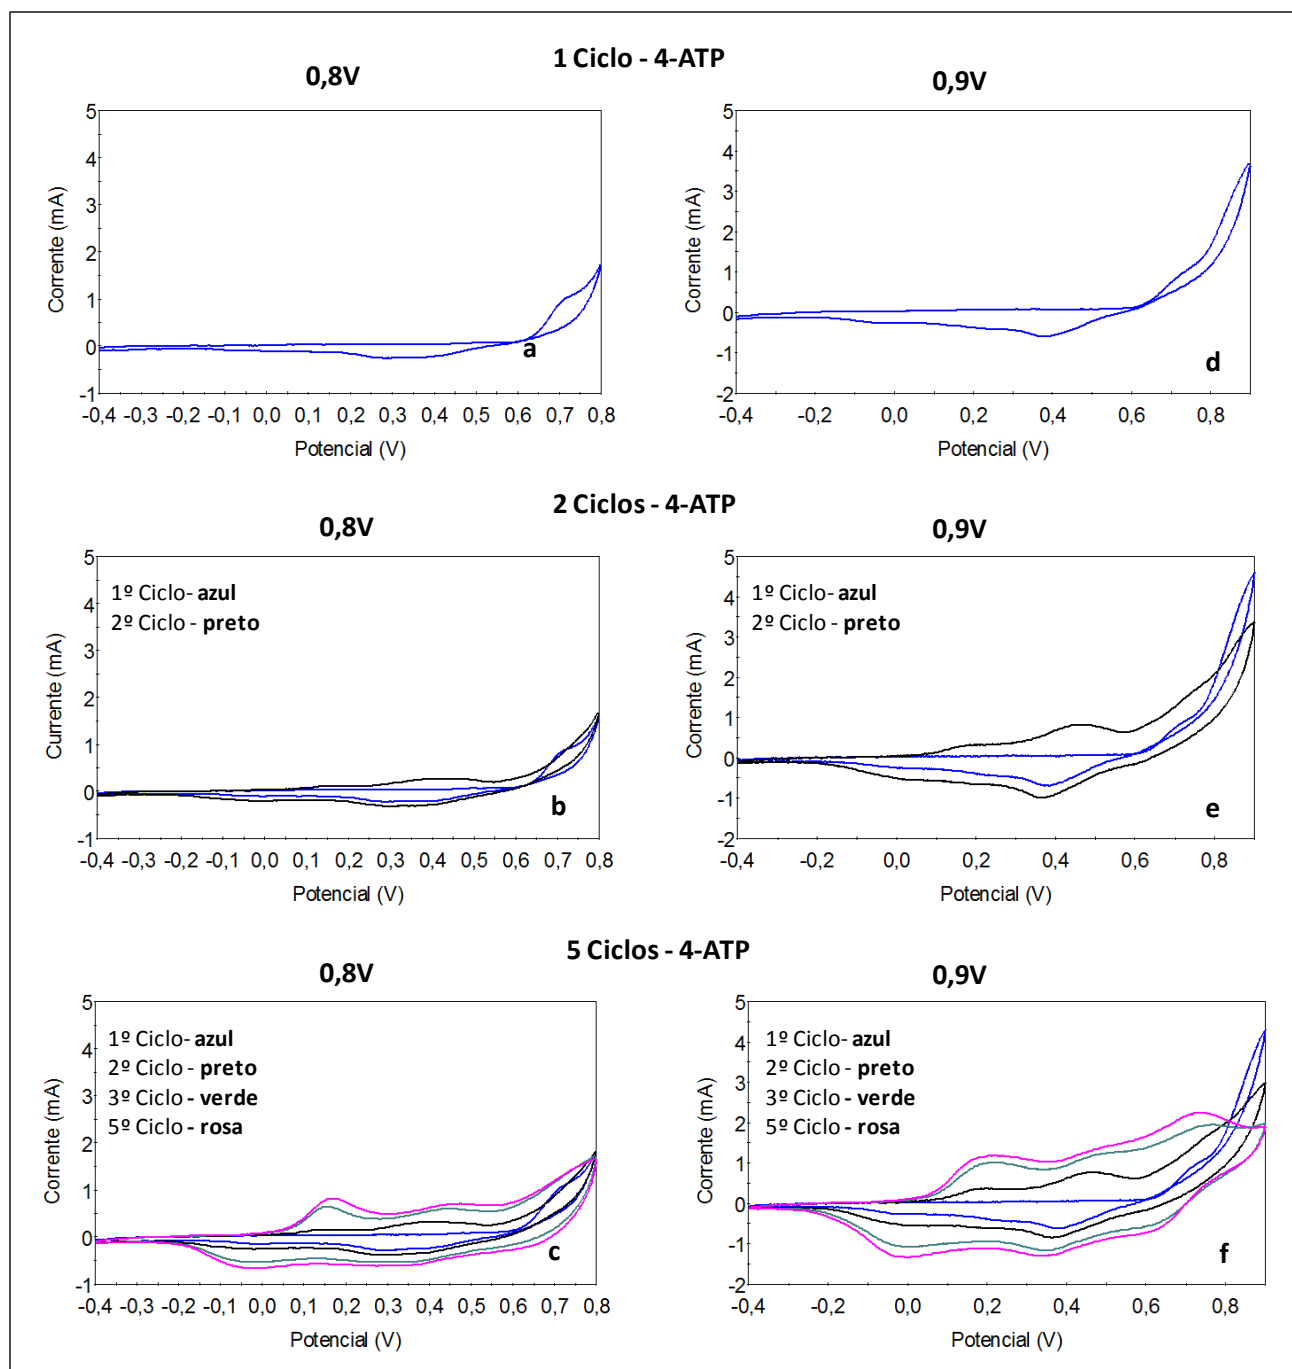 1 Ciclo - 4-ATP
0,8V
0,9V
Corrente (mA)
5
4
3
2
1
0
-1
a
-0,4 -0,3 -0,2 -0,1 0,0 0,1 0,2 0,3 0,4 0,5 0,6 0,7 0,8
Potencial (V)
Corrente (mA)
5
4
3
2
1
0
-1
-2
d
-0,4 -0,2 0,0 0,2 0,4 0,6 0,8
Potencial (V)
2 Ciclos - 4-ATP
0,8V
0,9V
1º Ciclo- azul
2º Ciclo - preto
Currente (mA)
5
4
3
2
1
0
-1
b
-0,4 -0,3 -0,2 -0,1 0,0 0,1 0,2 0,3 0,4 0,5 0,6 0,7 0,8
Potencial (V)
1º Ciclo- azul
2º Ciclo - preto
Corrente (mA)
5
4
3
2
1
0
-1
-2
e
-0,4 -0,2 0,0 0,2 0,4 0,6 0,8
Potencial (V)
5 Ciclos - 4-ATP
0,8V
0,9V
1º Ciclo- azul
2º Ciclo - preto
3º Ciclo - verde
5º Ciclo - rosa
Corrente (mA)
5
4
3
2
1
0
-1
c
-0,4 -0,3 -0,2 -0,1 0,0 0,1 0,2 0,3 0,4 0,5 0,6 0,7 0,8
Potencial (V)
1º Ciclo- azul
2º Ciclo - preto
3º Ciclo - verde
5º Ciclo - rosa
Corrente (mA)
5
4
3
2
1
0
-1
-2
f
-0,4 -0,2 0,0 0,2 0,4 0,6 0,8
Potencial (V)